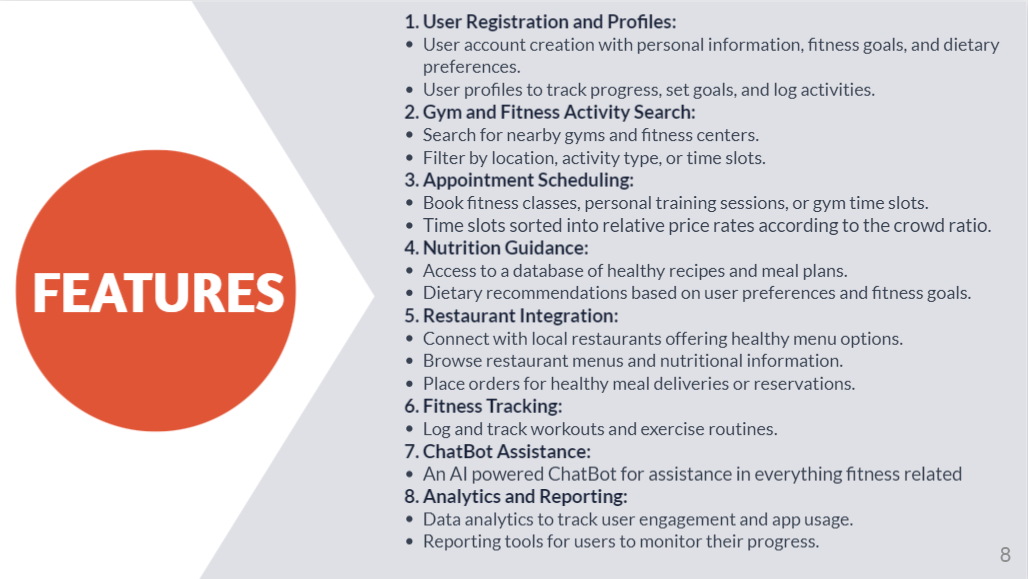 FEATURES
1. User Registration and Profiles:
• User account creation with personal information, fitness goals, and dietary
preferences.
• User profiles to track progress, set goals, and log activities.
2. Gym and Fitness Activity Search:
• Search for nearby gyms and fitness centers.
• Filter by location, activity type, or time slots.
3. Appointment Scheduling:
• Book fitness classes, personal training sessions, or gym time slots.
• Time slots sorted into relative price rates according to the crowd ratio.
4. Nutrition Guidance:
• Access to a database of healthy recipes and meal plans.
• Dietary recommendations based on user preferences and fitness goals.
5. Restaurant Integration:
• Connect with local restaurants offering healthy menu options.
• Browse restaurant menus and nutritional information.
• Place orders for healthy meal deliveries or reservations.
6. Fitness Tracking:
• Log and track workouts and exercise routines.
7. ChatBot Assistance:
• An AI powered ChatBot for assistance in everything fitness related
8. Analytics and Reporting:
• Data analytics to track user engagement and app usage.
• Reporting tools for users to monitor their progress.
8